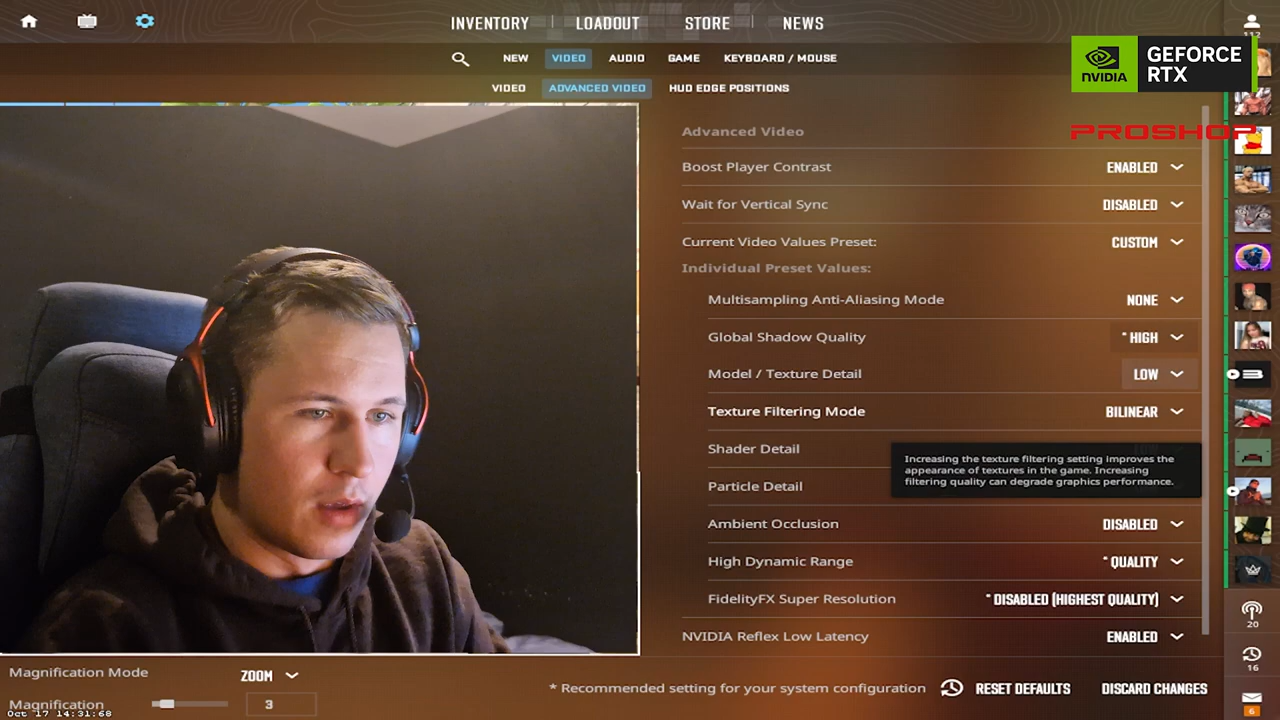 INVENTORY
LOADOUT
STORE
NEWS
112
NEW
VIDEO
AUDIO
GAME
KEYBOARD / MOUSE
NVIDIA
GEFORCE
RTX
VIDEO
ADVANCED VIDEO
HUD EDGE POSITIONS
PROSHOP
Advanced Video
Boost Player Contrast ENABLED
Wait for Vertical Sync DISABLED
Current Video Values Preset: CUSTOM
Individual Preset Values:
Multisampling Anti-Aliasing Mode NONE
Global Shadow Quality * HIGH
Model / Texture Detail LOW
Texture Filtering Mode BILINEAR
Shader Detail
Increasing the texture filtering setting improves the
appearance of textures in the game. Increasing
filtering quality can degrade graphics performance.
Particle Detail
Ambient Occlusion DISABLED
High Dynamic Range * QUALITY
FidelityFX Super Resolution * DISABLED (HIGHEST QUALITY)
NVIDIA Reflex Low Latency ENABLED
20
16
6
Magnification Mode ZOOM
Magnification 3
Oct 17 14:31:68
* Recommended setting for your system configuration
RESET DEFAULTS
DISCARD CHANGES